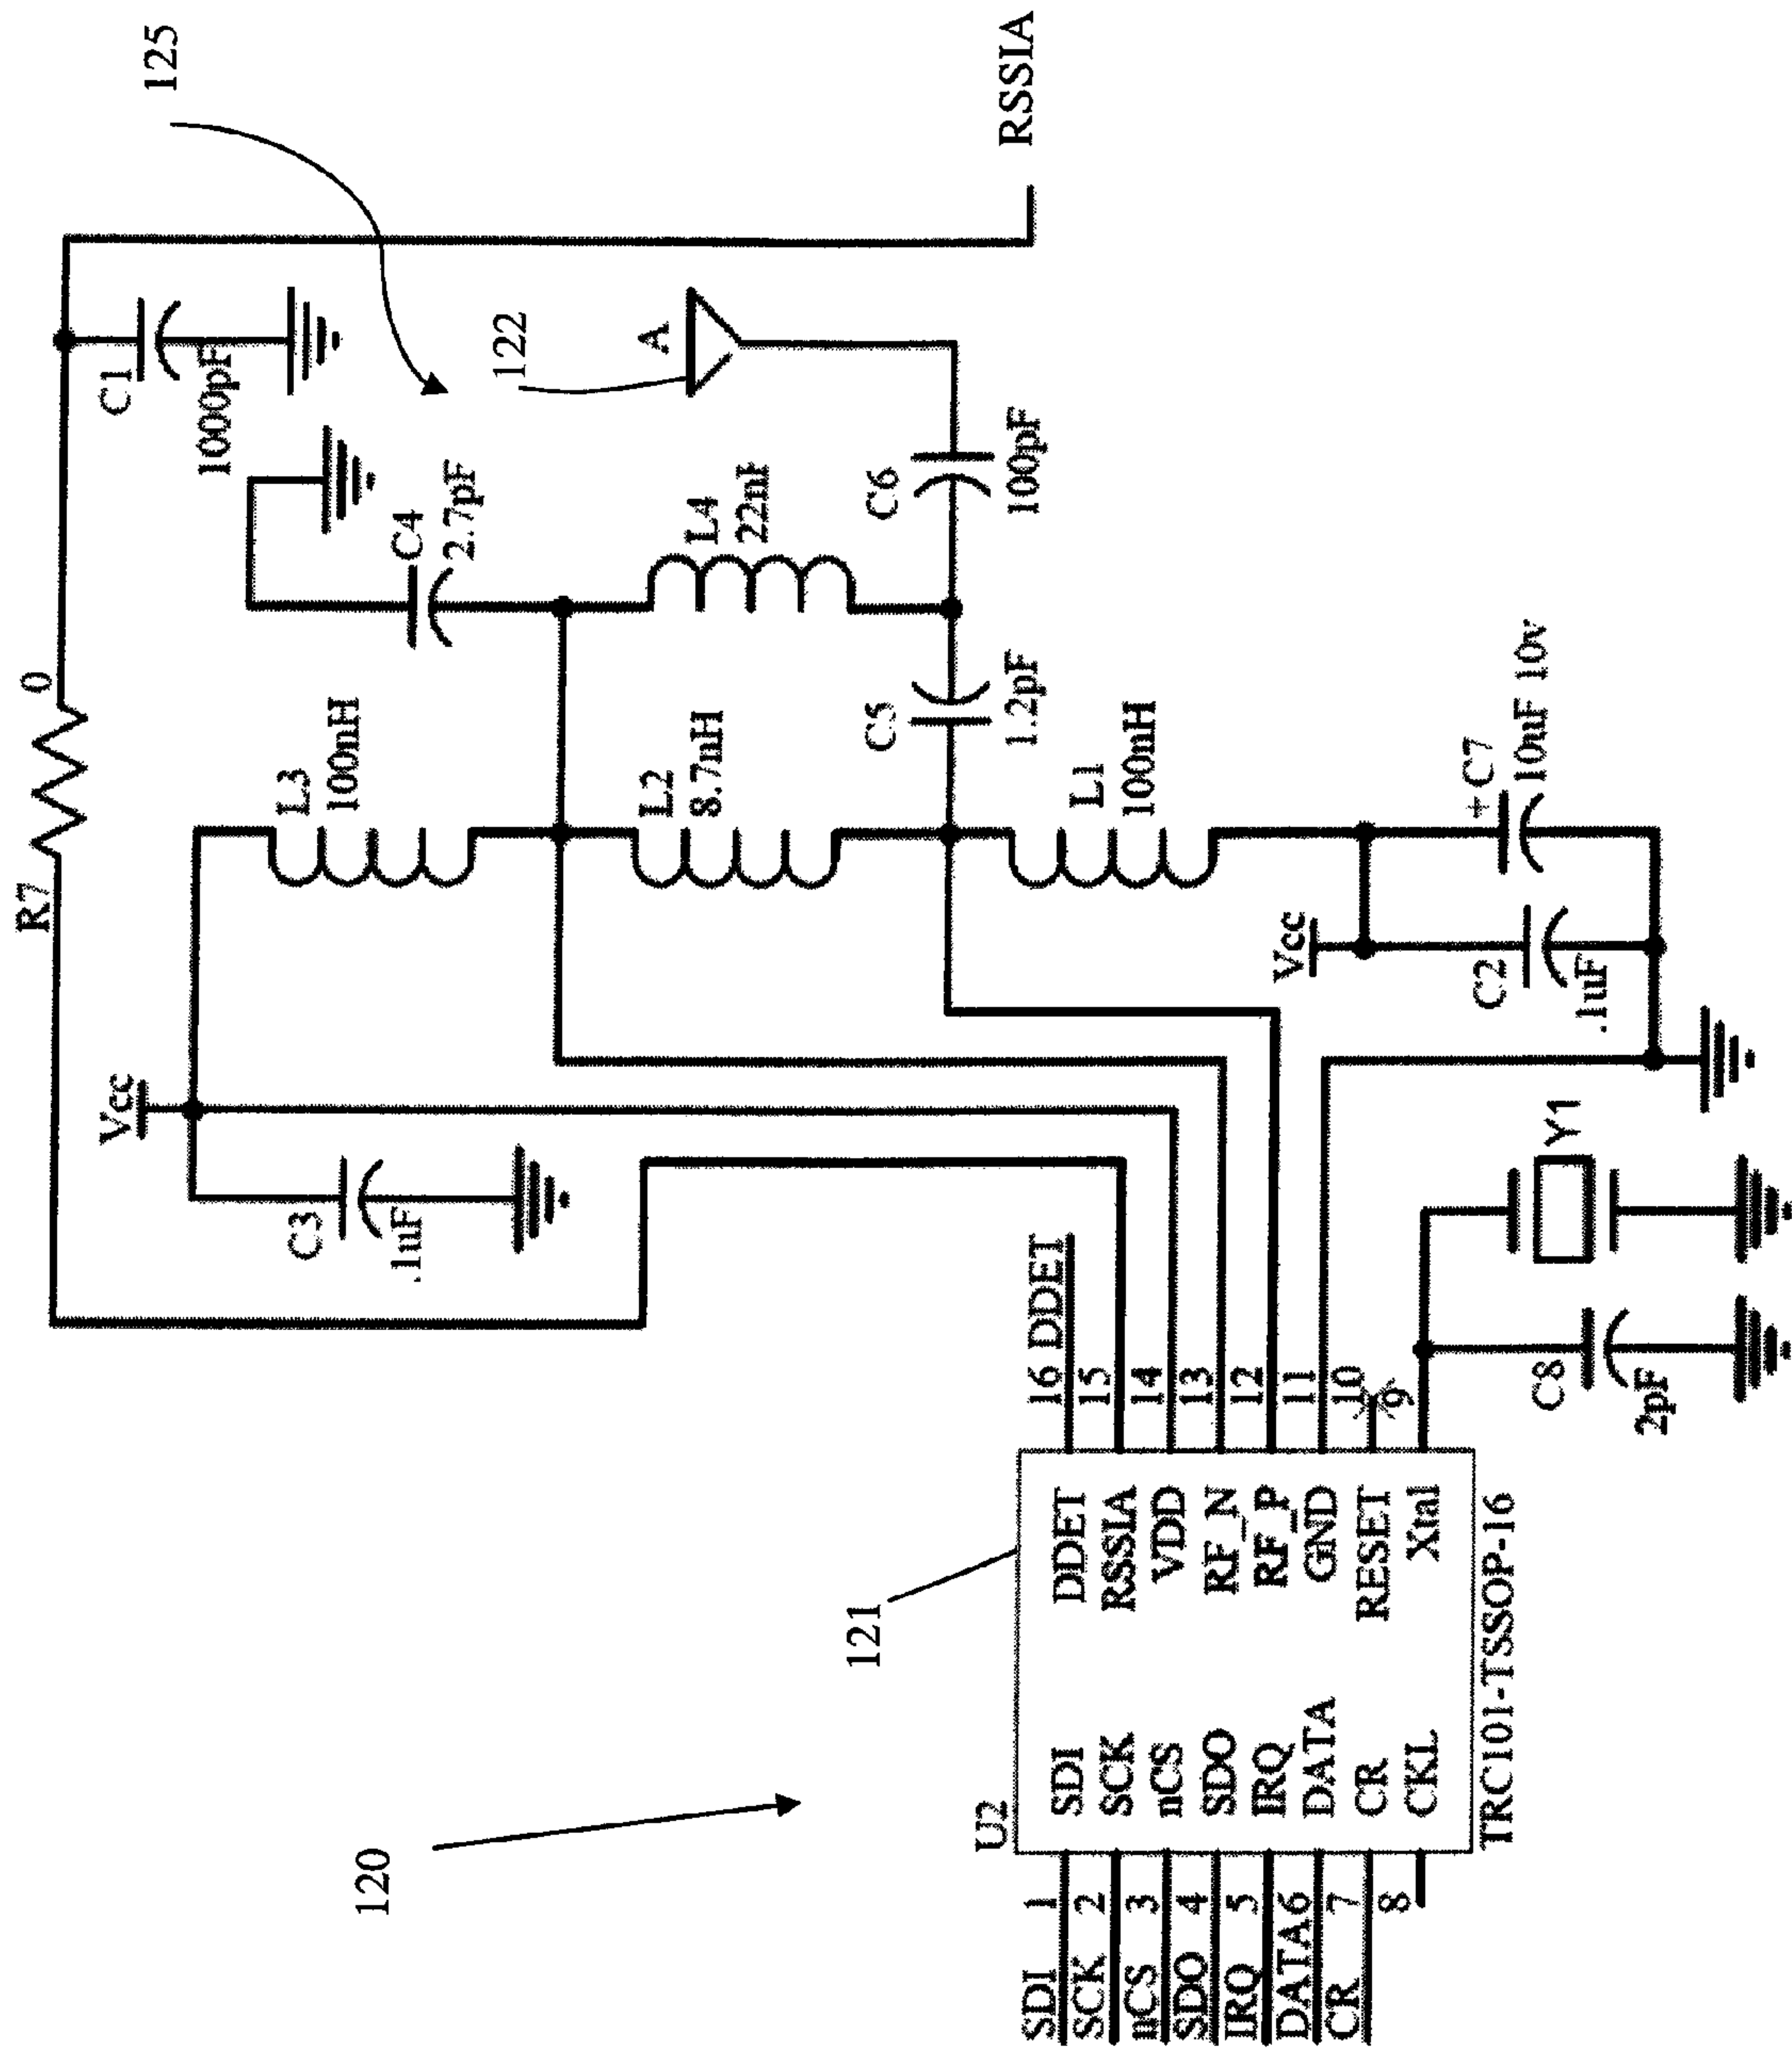 125
RSSIA
R7
0
C1
1000pF
122
A
Vcc
L3
100nH
C4
2.7pF
C3
.1uF
L2
8.7nH
L4
22nH
C5
1.2pF
C6
100pF
L1
100nH
Vcc
C2
.1uF
+ C7
10uF 10v
Y1
C8
2pF
120
121
U2
SDI 1 SDI DDET 16 DDET
SCK 2 SCK RSSIA 15
nCS 3 nCS VDD 14
SDO 4 SDO RF_N 13
IRQ 5 IRQ RF_P 12
DATA 6 DATA GND 11
CR 7 CR RESET 10
8 CKL Xtal 9
TRC101-TSSOP-16